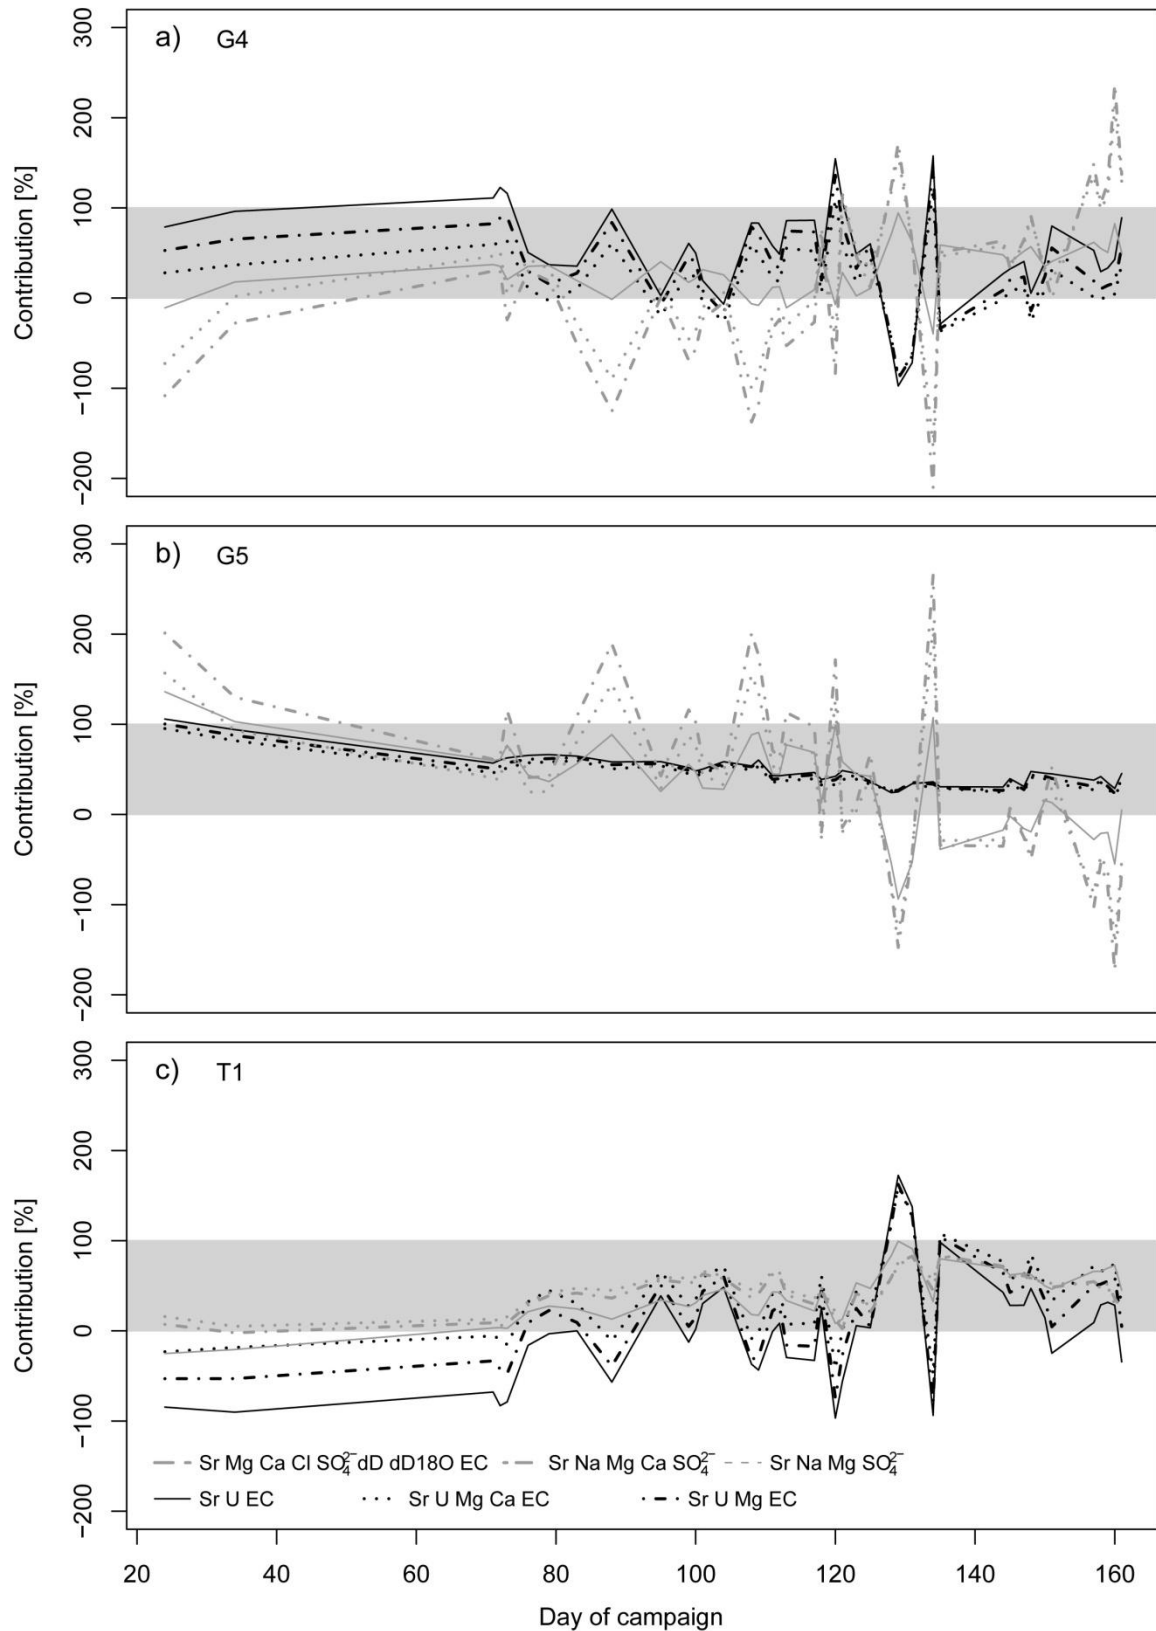 a) G4
300
200
100
0
−100
−200
Contribution [%]
b) G5
300
200
100
0
−100
−200
Contribution [%]
c) T1
300
200
100
0
−100
−200
Contribution [%]
Sr Mg Ca Cl SO₄²⁻ dD dD18O EC Sr Na Mg Ca SO₄²⁻ Sr Na Mg SO₄²⁻
Sr U EC Sr U Mg Ca EC Sr U Mg EC
20 40 60 80 100 120 140 160
Day of campaign